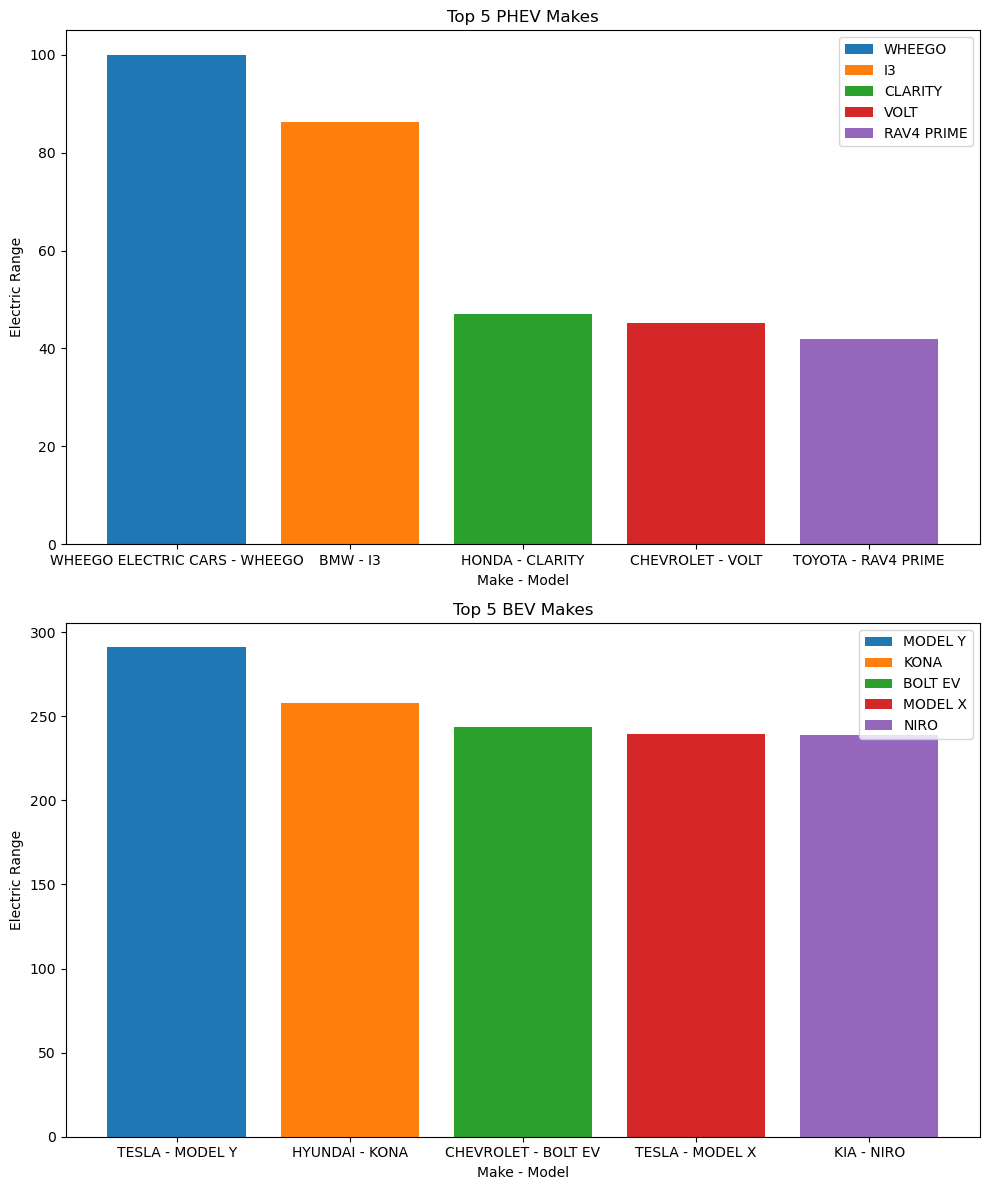 Top 5 PHEV Makes
Electric Range
100
80
60
40
20
0
WHEEGO
I3
CLARITY
VOLT
RAV4 PRIME
WHEEGO ELECTRIC CARS - WHEEGO
BMW - I3
HONDA - CLARITY
CHEVROLET - VOLT
TOYOTA - RAV4 PRIME
Make - Model
Top 5 BEV Makes
Electric Range
300
250
200
150
100
50
0
MODEL Y
KONA
BOLT EV
MODEL X
NIRO
TESLA - MODEL Y
HYUNDAI - KONA
CHEVROLET - BOLT EV
TESLA - MODEL X
KIA - NIRO
Make - Model